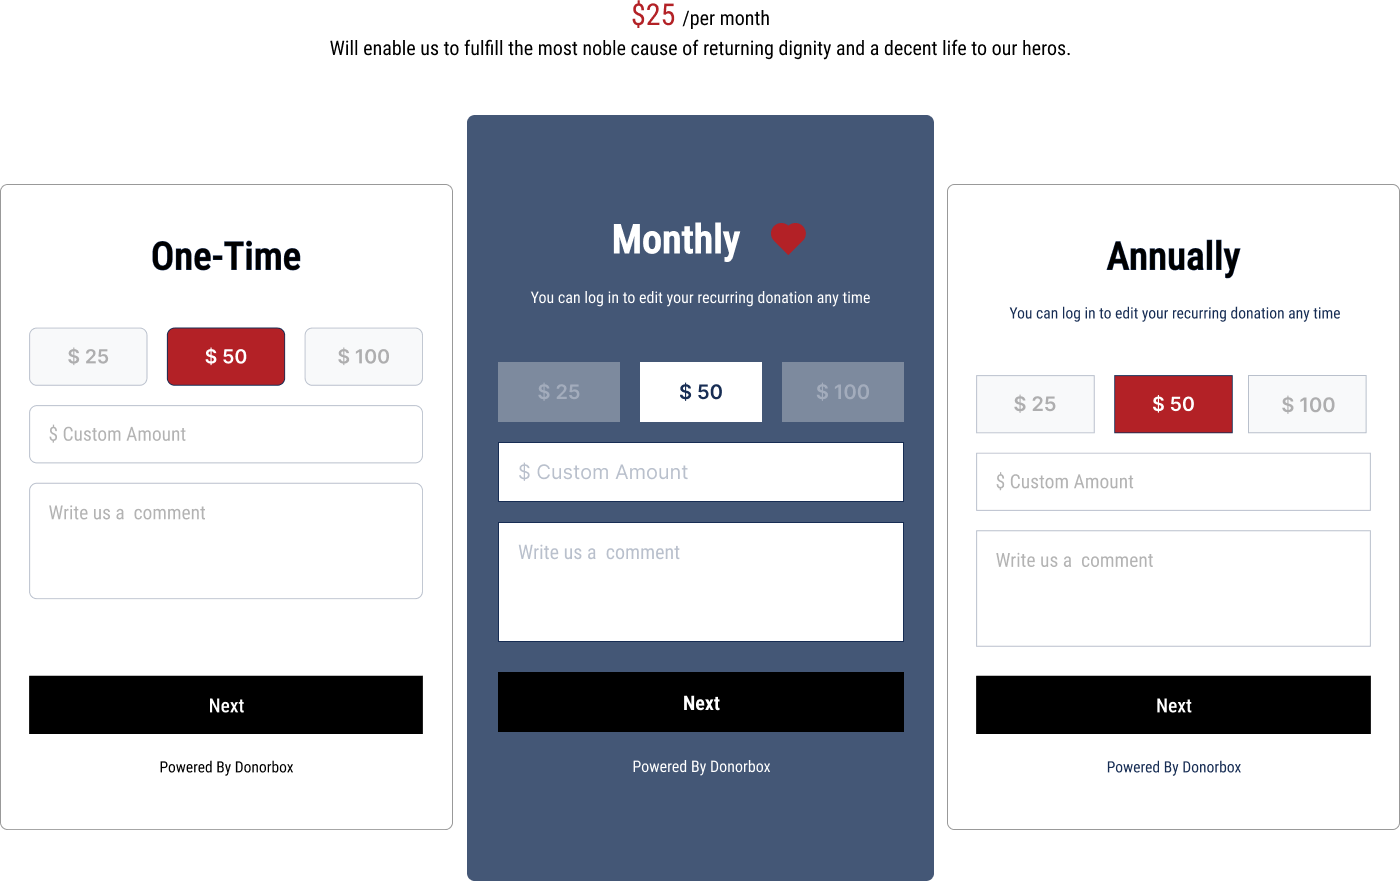 $25 /per month
Will enable us to fulfill the most noble cause of returning dignity and a decent life to our heros.
One-Time
$ 25
$ 50
$ 100
$ Custom Amount
Write us a  comment
Next
Powered By Donorbox
Monthly
You can log in to edit your recurring donation any time
$ 25
$ 50
$ 100
$ Custom Amount
Write us a  comment
Next
Powered By Donorbox
Annually
You can log in to edit your recurring donation any time
$ 25
$ 50
$ 100
$ Custom Amount
Write us a  comment
Next
Powered By Donorbox